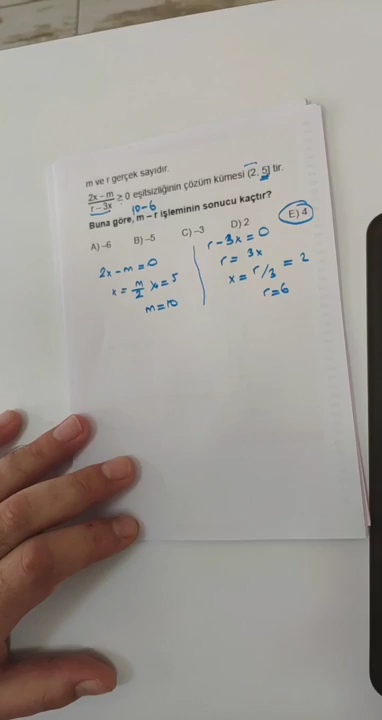 m ve r gerçek sayıdır.
2x – m / r – 3x ≥ 0 eşitsizliğinin çözüm kümesi (2, 5] tir.
10-6
Buna göre, m – r işleminin sonucu kaçtır?
A) –6 B) –5 C) –3 D) 2 E) 4
2x-m=0
x = m/2 x=5
m=10
r-3x=0
r = 3x
x = r/3 = 2
r=6